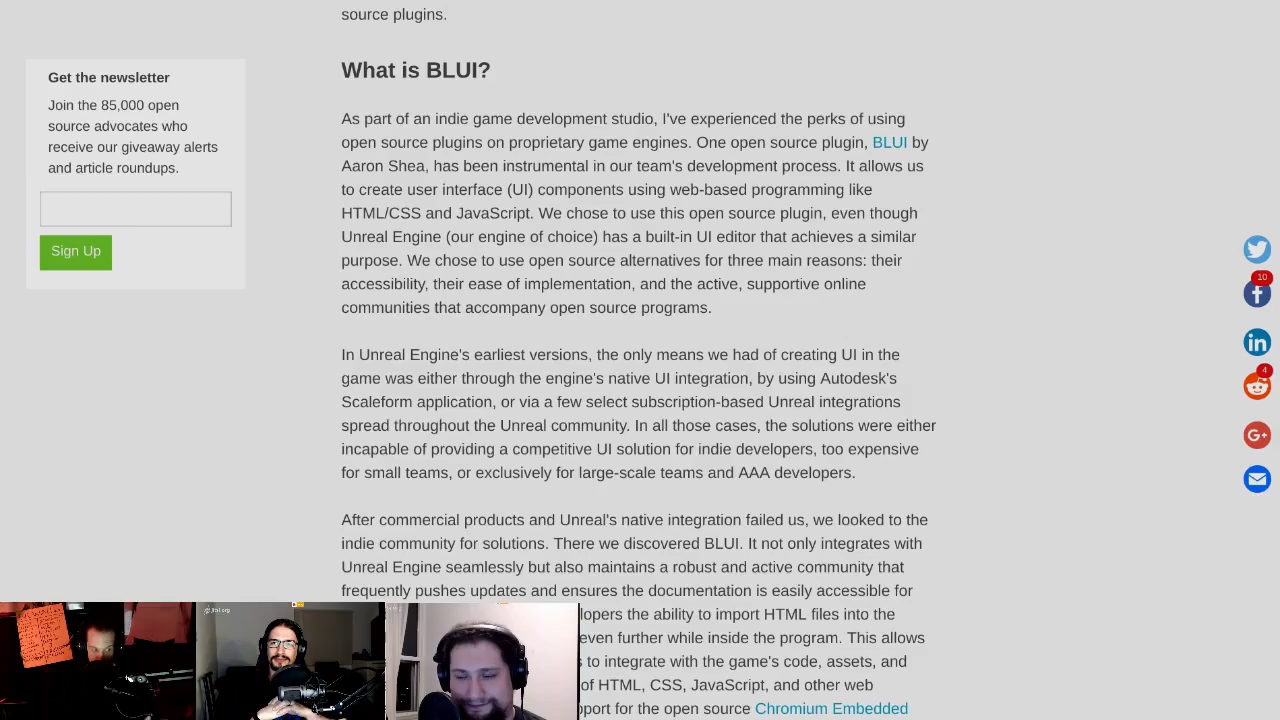 source plugins.
What is BLUI?
Get the newsletter
Join the 85,000 open
source advocates who
receive our giveaway alerts
and article roundups.
Sign Up
As part of an indie game development studio, I've experienced the perks of using
open source plugins on proprietary game engines. One open source plugin, BLUI by
Aaron Shea, has been instrumental in our team's development process. It allows us
to create user interface (UI) components using web-based programming like
HTML/CSS and JavaScript. We chose to use this open source plugin, even though
Unreal Engine (our engine of choice) has a built-in UI editor that achieves a similar
purpose. We chose to use open source alternatives for three main reasons: their
accessibility, their ease of implementation, and the active, supportive online
communities that accompany open source programs.
In Unreal Engine's earliest versions, the only means we had of creating UI in the
game was either through the engine's native UI integration, by using Autodesk's
Scaleform application, or via a few select subscription-based Unreal integrations
spread throughout the Unreal community. In all those cases, the solutions were either
incapable of providing a competitive UI solution for indie developers, too expensive
for small teams, or exclusively for large-scale teams and AAA developers.
After commercial products and Unreal's native integration failed us, we looked to the
indie community for solutions. There we discovered BLUI. It not only integrates with
Unreal Engine seamlessly but also maintains a robust and active community that
frequently pushes updates and ensures the documentation is easily accessible for
lopers the ability to import HTML files into the
even further while inside the program. This allows
s to integrate with the game's code, assets, and
of HTML, CSS, JavaScript, and other web
pport for the open source Chromium Embedded
10
in
4
G+
jitsi.org